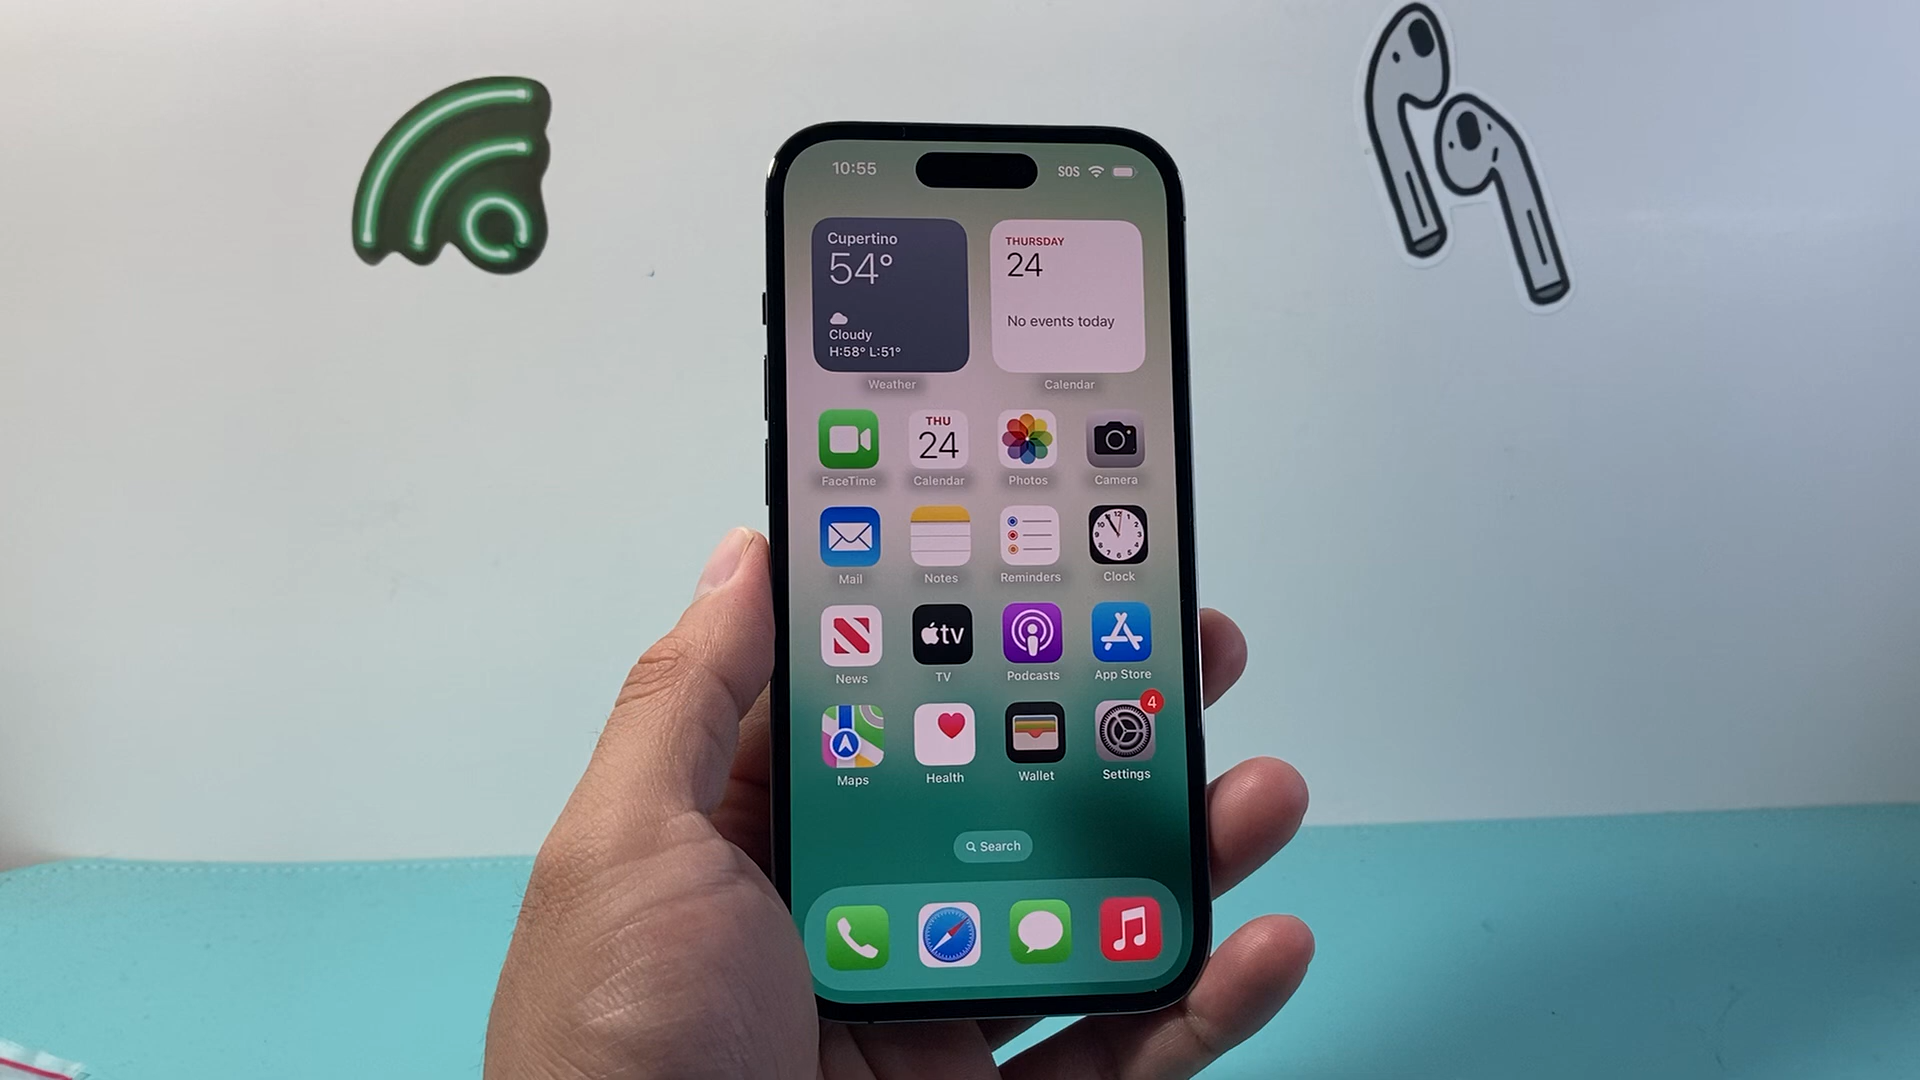 10:55
SOS
Cupertino
54°
Cloudy
H:58° L:51°
Weather
THURSDAY
24
No events today
Calendar
THU
24
FaceTime
Calendar
Photos
Camera
Mail
Notes
Reminders
Clock
tv
News
TV
Podcasts
App Store
4
Maps
Health
Wallet
Settings
Search